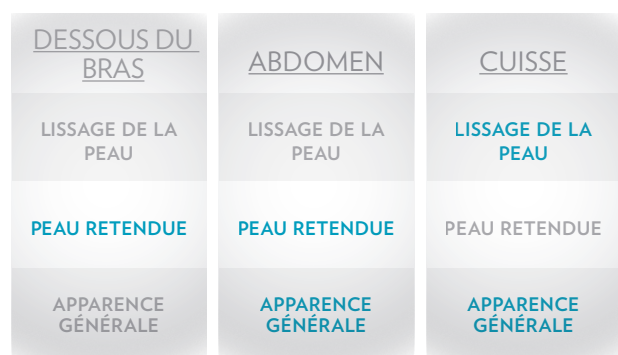 DESSOUS DU
BRAS
LISSAGE DE LA
PEAU
PEAU RETENDUE
APPARENCE
GÉNÉRALE
ABDOMEN
LISSAGE DE LA
PEAU
PEAU RETENDUE
APPARENCE
GÉNÉRALE
CUISSE
LISSAGE DE LA
PEAU
PEAU RETENDUE
APPARENCE
GÉNÉRALE